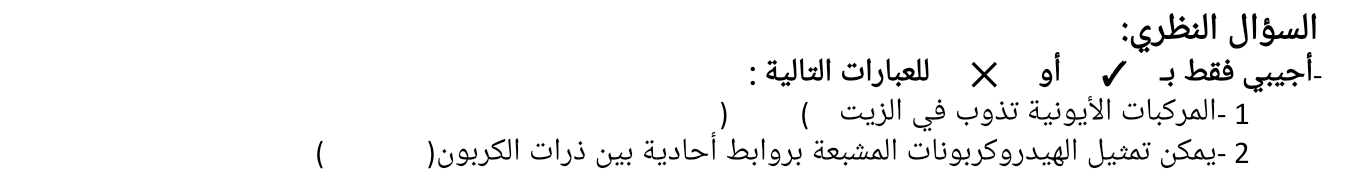 السؤال النظري:
-أجيبي فقط بـ ✓ أو ✕ للعبارات التالية :
1 -المركبات الأيونية تذوب في الزيت ( )
2 -يمكن تمثيل الهيدروكربونات المشبعة بروابط أحادية بين ذرات الكربون( )